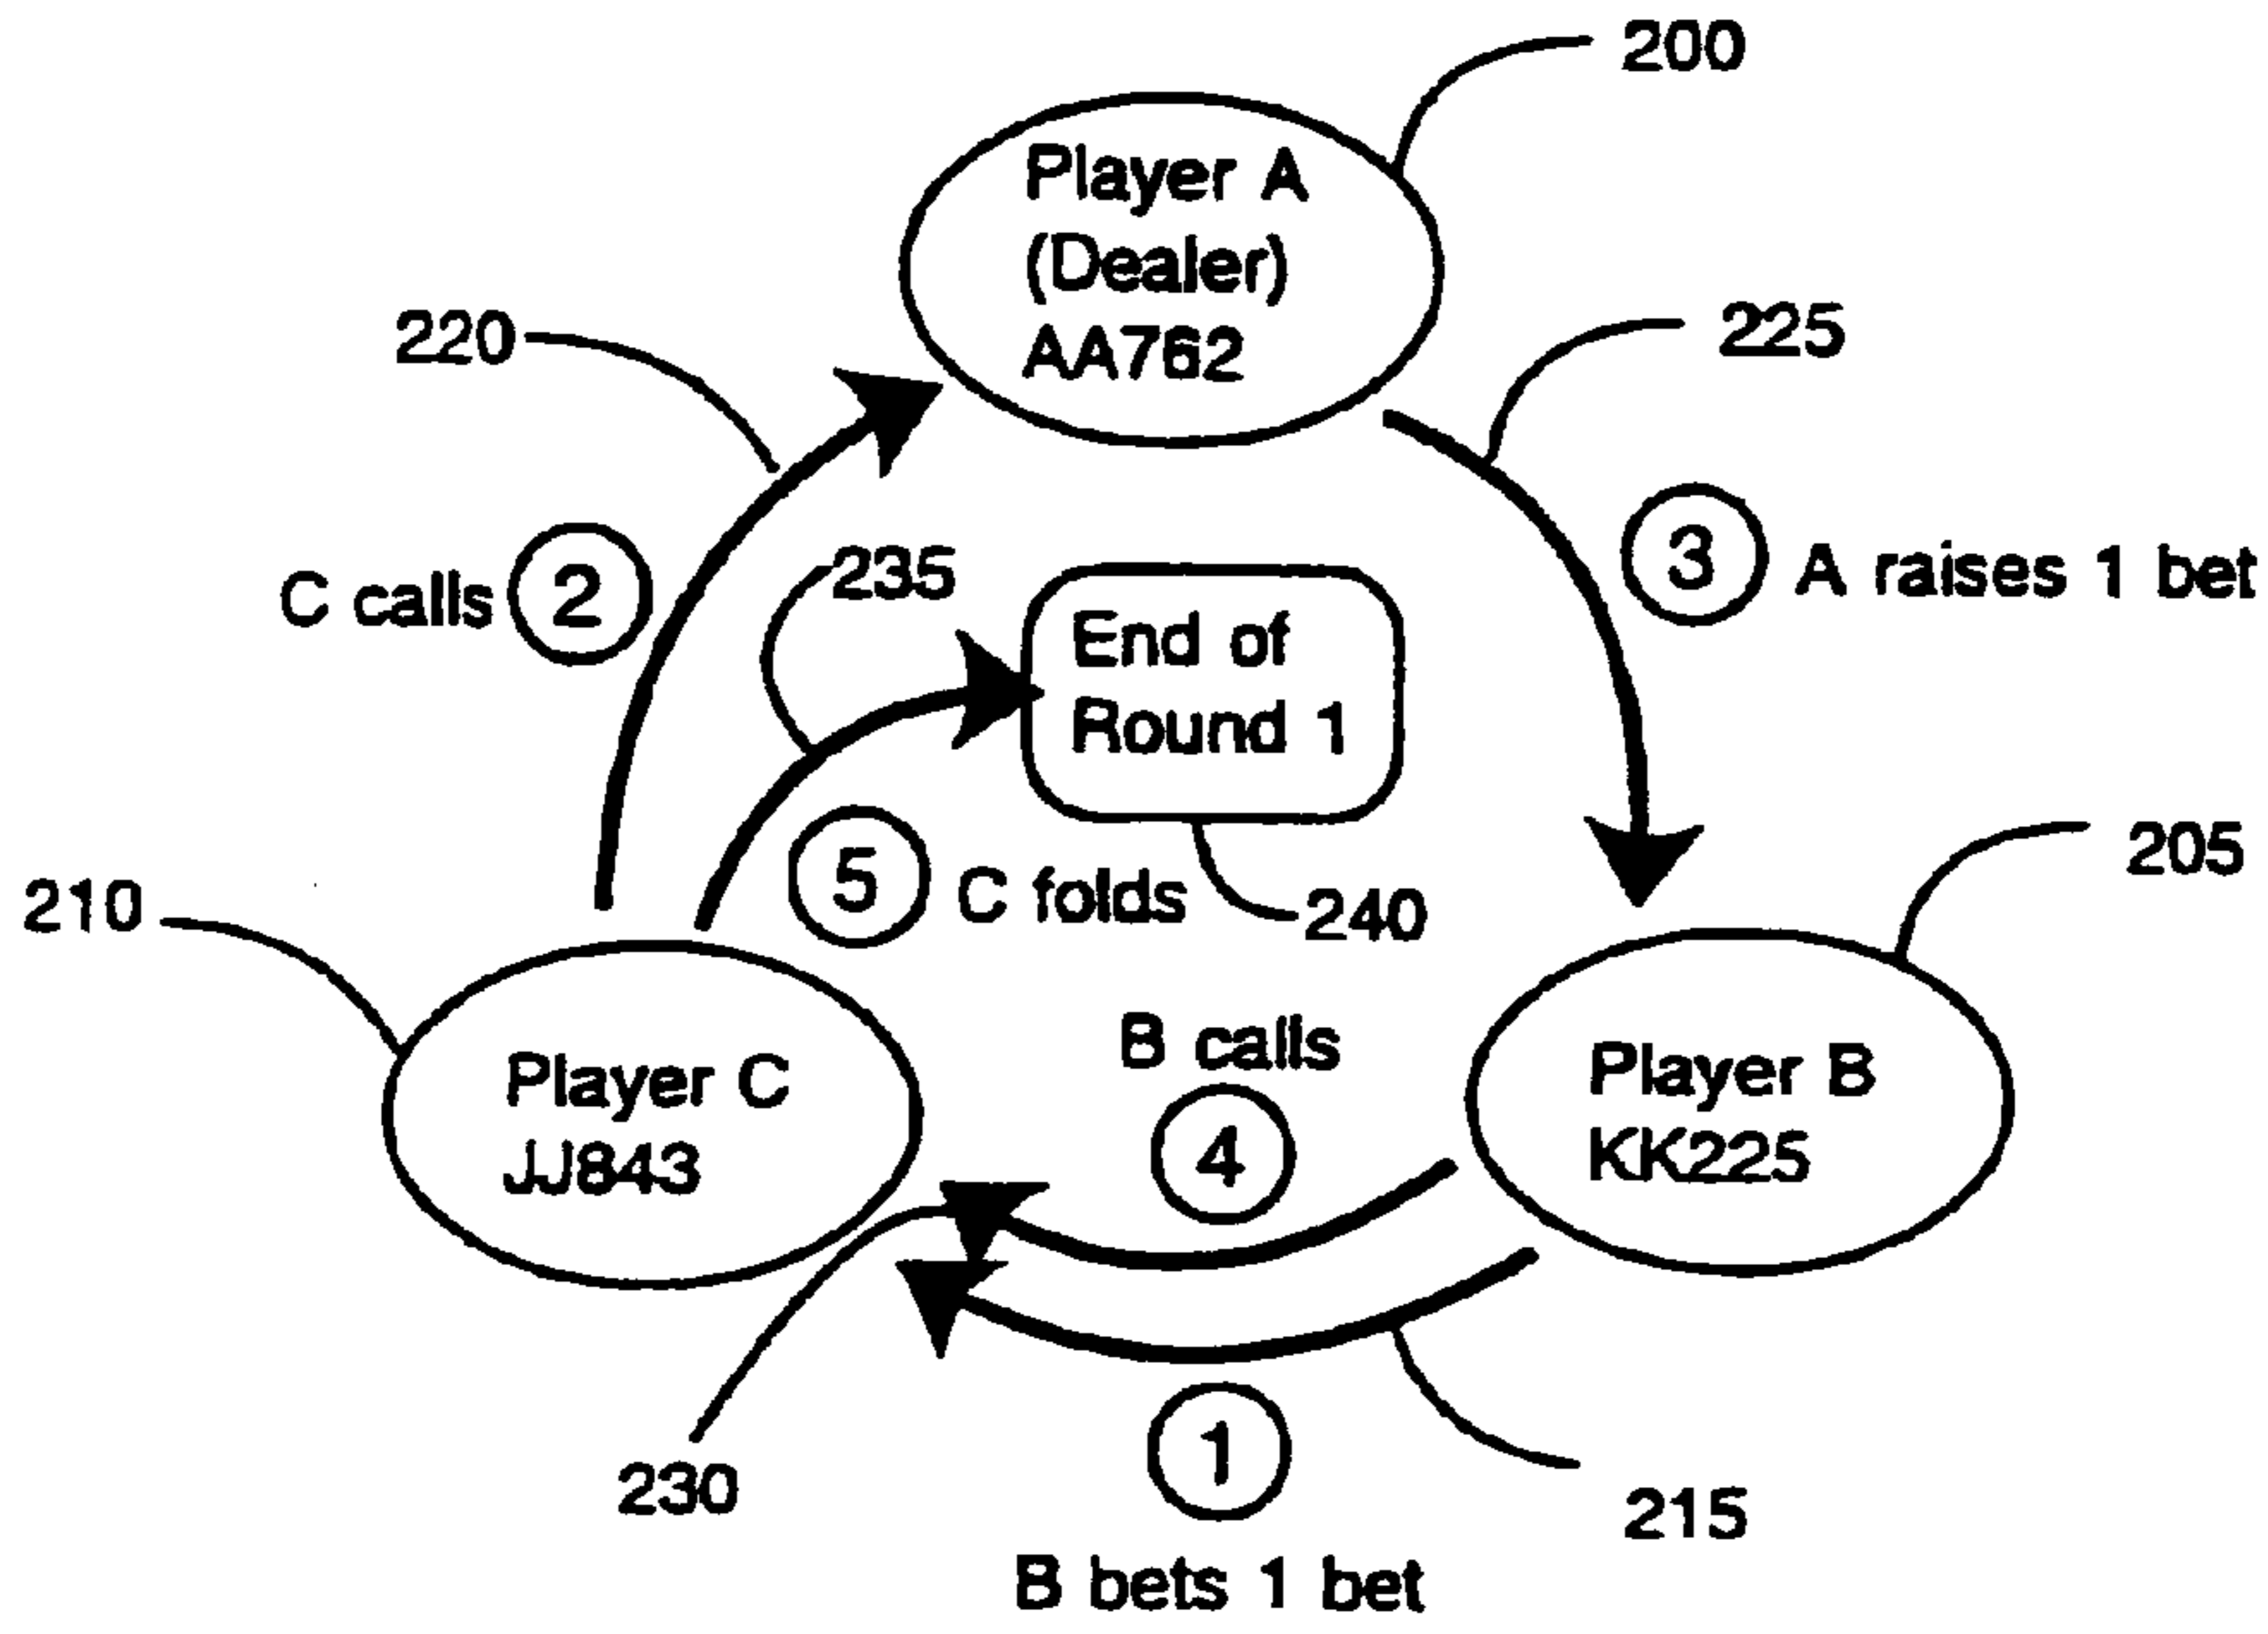 200
Player A
(Dealer)
AA762
220
225
C calls 2
235
3 A raises 1 bet
End of
Round 1
5 C folds
240
205
210
Player C
JJ843
B calls
4
Player B
KK225
230
1
215
B bets 1 bet